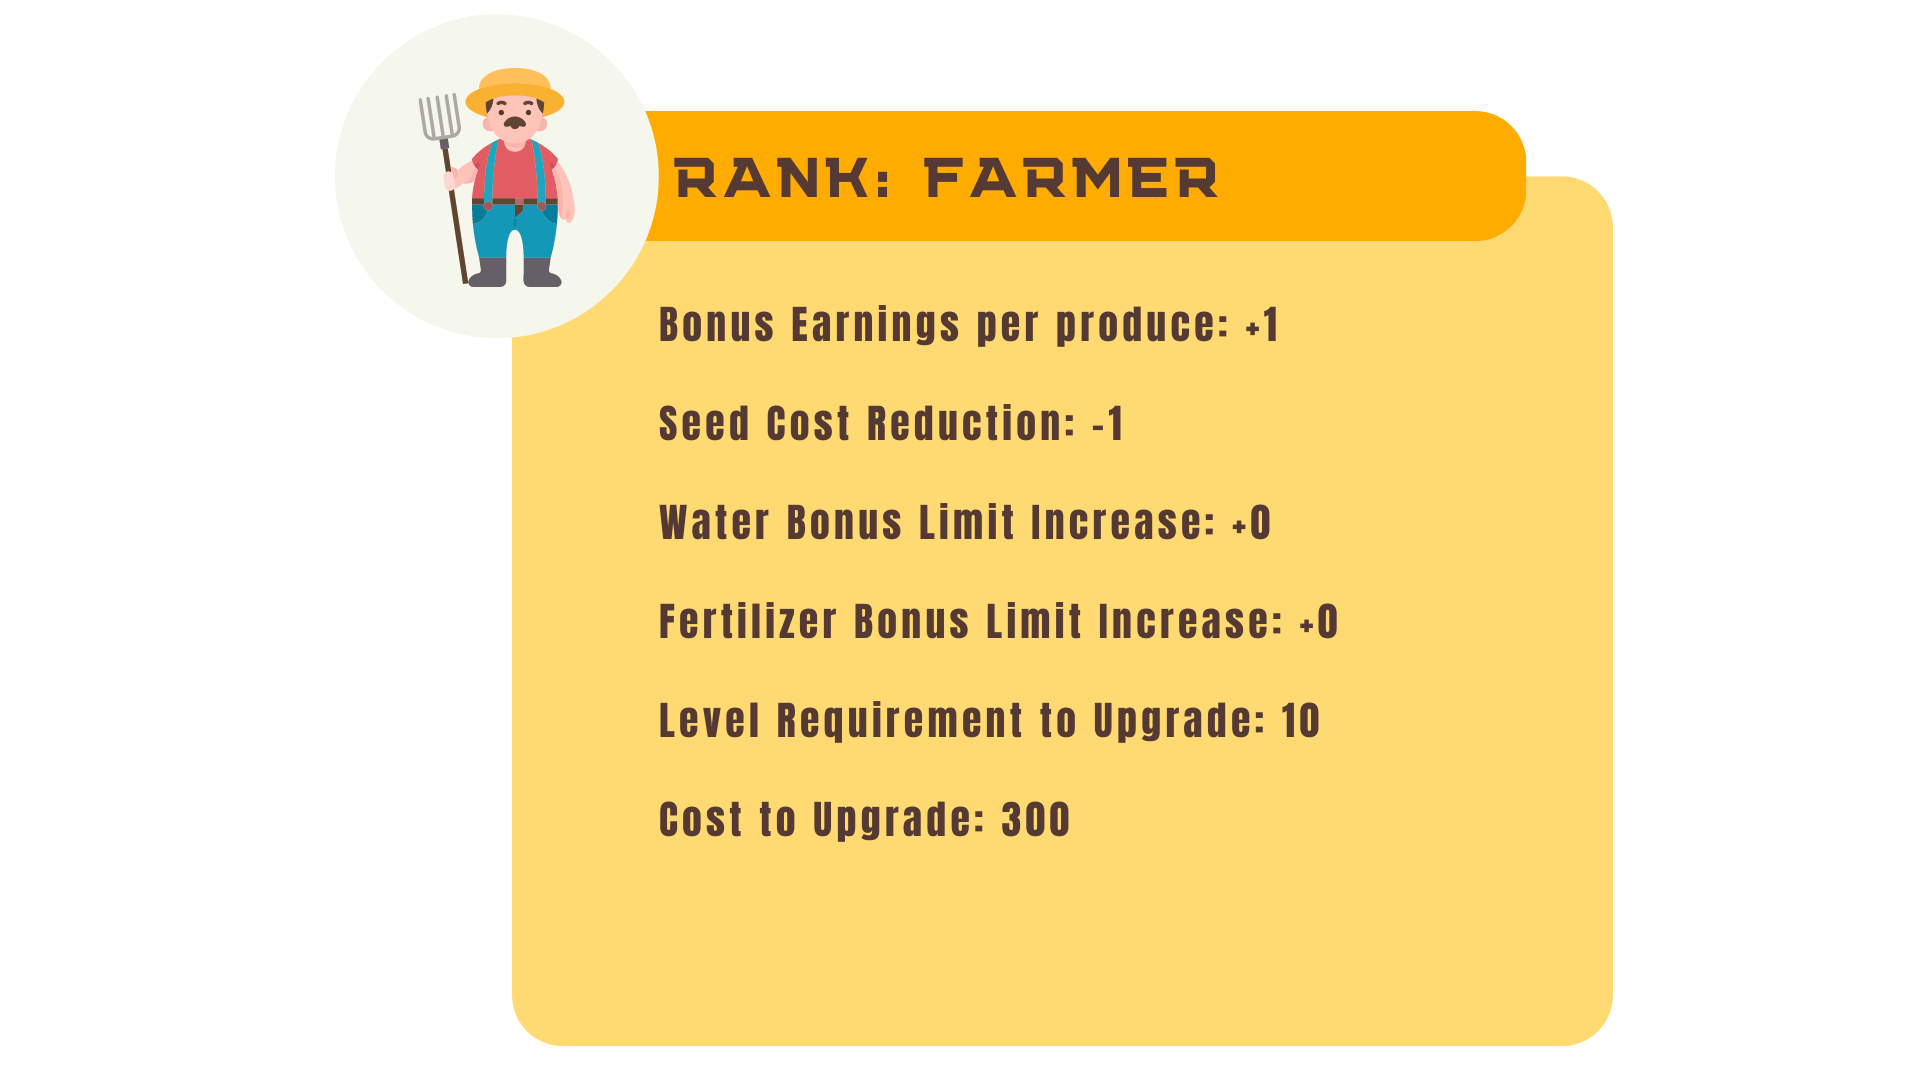 RANK: FARMER
Bonus Earnings per produce: +1
Seed Cost Reduction: -1
Water Bonus Limit Increase: +0
Fertilizer Bonus Limit Increase: +0
Level Requirement to Upgrade: 10
Cost to Upgrade: 300